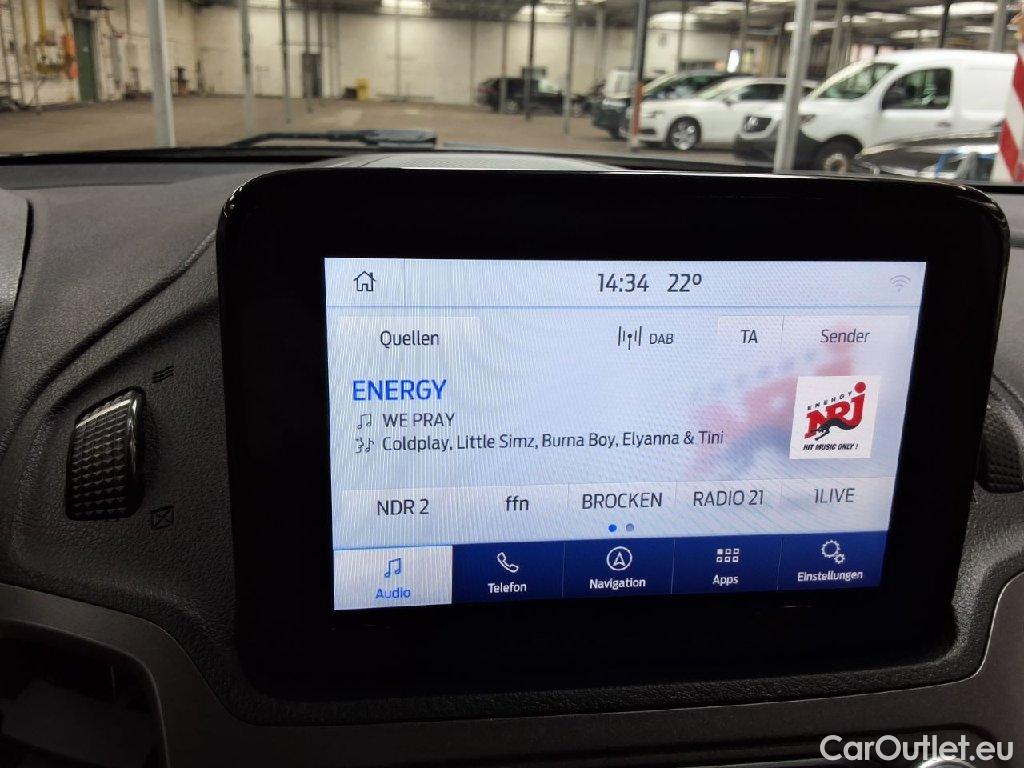 14:34 22°
Quellen DAB TA Sender
ENERGY
WE PRAY
Coldplay, Little Simz, Burna Boy, Elyanna & Tini
ENERGY
NRJ
HIT MUSIC ONLY !
NDR 2 ffn BROCKEN RADIO 21 1LIVE
Audio Telefon Navigation Apps Einstellungen
CarOutlet.eu